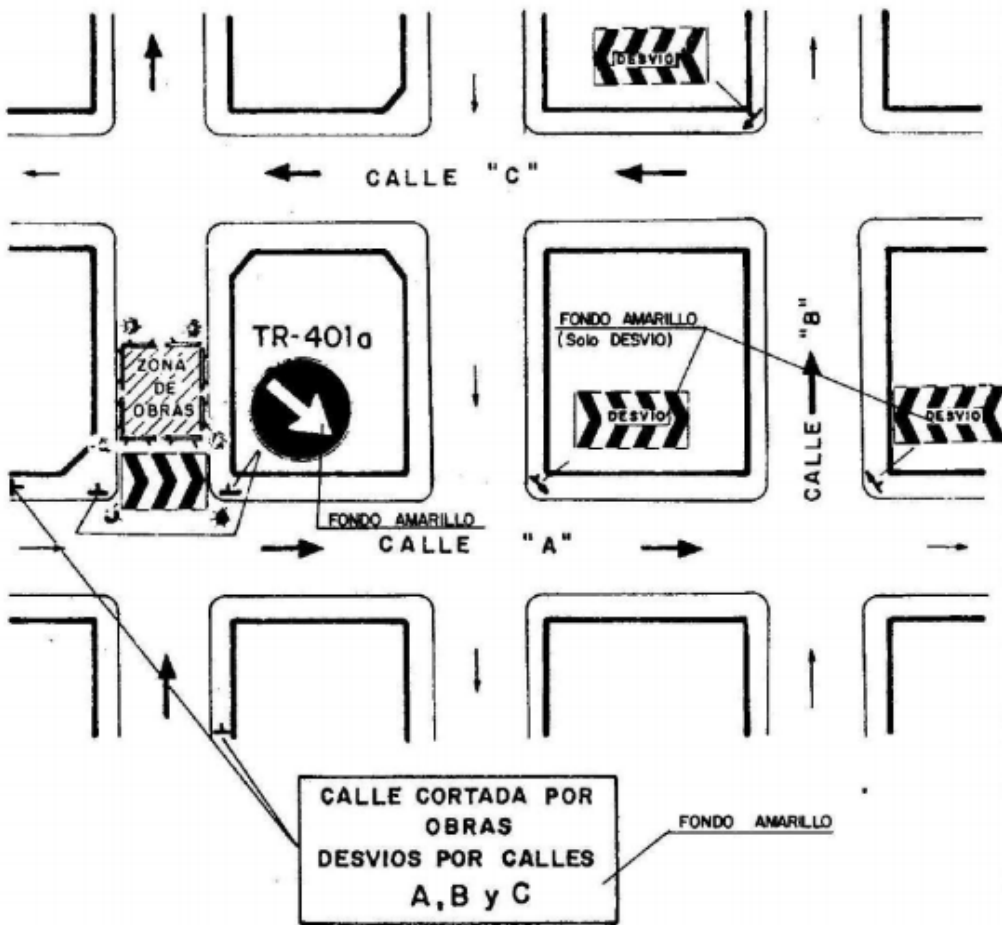 DESVIO
CALLE "C"
FONDO AMARILLO
(Solo DESVIO)
CALLE "B"
TR-401a
ZONA
DE
OBRAS
DESVIO
DESVIO
FONDO AMARILLO
CALLE "A"
CALLE CORTADA POR
OBRAS
DESVIOS POR CALLES
A, B y C
FONDO AMARILLO